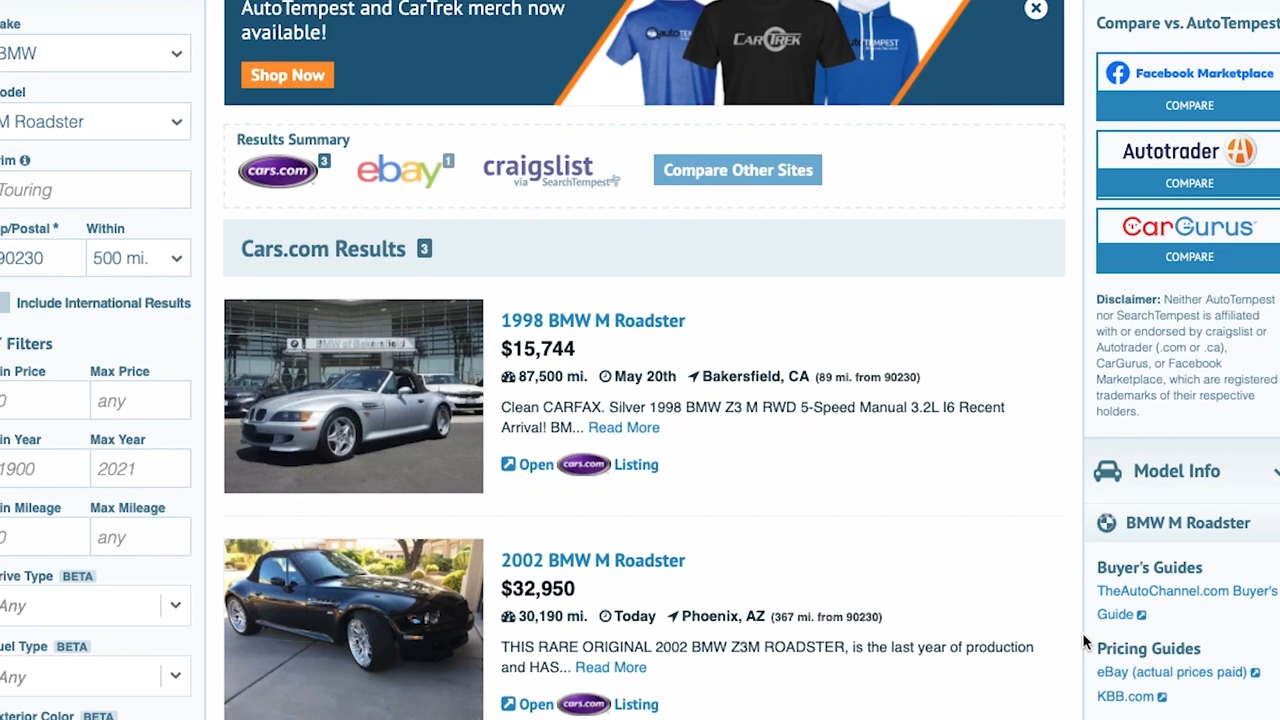 ake
BMW
odel
M Roadster
rim
Touring
p/Postal * Within
90230 500 mi.
Include International Results
Filters
in Price Max Price
0 any
in Year Max Year
1900 2021
in Mileage Max Mileage
0 any
rive Type BETA
Any
uel Type BETA
Any
xterior Color BETA
AutoTempest and CarTrek merch now
available!
Shop Now
CARTREK
Results Summary
cars.com 3 ebay 1 craigslist
via SearchTempest
Compare Other Sites
Cars.com Results 3
BMW of Bakersfield
1998 BMW M Roadster
$15,744
87,500 mi. May 20th Bakersfield, CA (89 mi. from 90230)
Clean CARFAX. Silver 1998 BMW Z3 M RWD 5-Speed Manual 3.2L I6 Recent
Arrival! BM... Read More
Open cars.com Listing
2002 BMW M Roadster
$32,950
30,190 mi. Today Phoenix, AZ (367 mi. from 90230)
THIS RARE ORIGINAL 2002 BMW Z3M ROADSTER, is the last year of production
and HAS... Read More
Open cars.com Listing
Compare vs. AutoTempest
Facebook Marketplace
COMPARE
Autotrader
COMPARE
CarGurus
COMPARE
Disclaimer: Neither AutoTempest
nor SearchTempest is affiliated
with or endorsed by craigslist or
Autotrader (.com or .ca),
CarGurus, or Facebook
Marketplace, which are registered
trademarks of their respective
holders.
Model Info
BMW M Roadster
Buyer's Guides
TheAutoChannel.com Buyer's
Guide
Pricing Guides
eBay (actual prices paid)
KBB.com